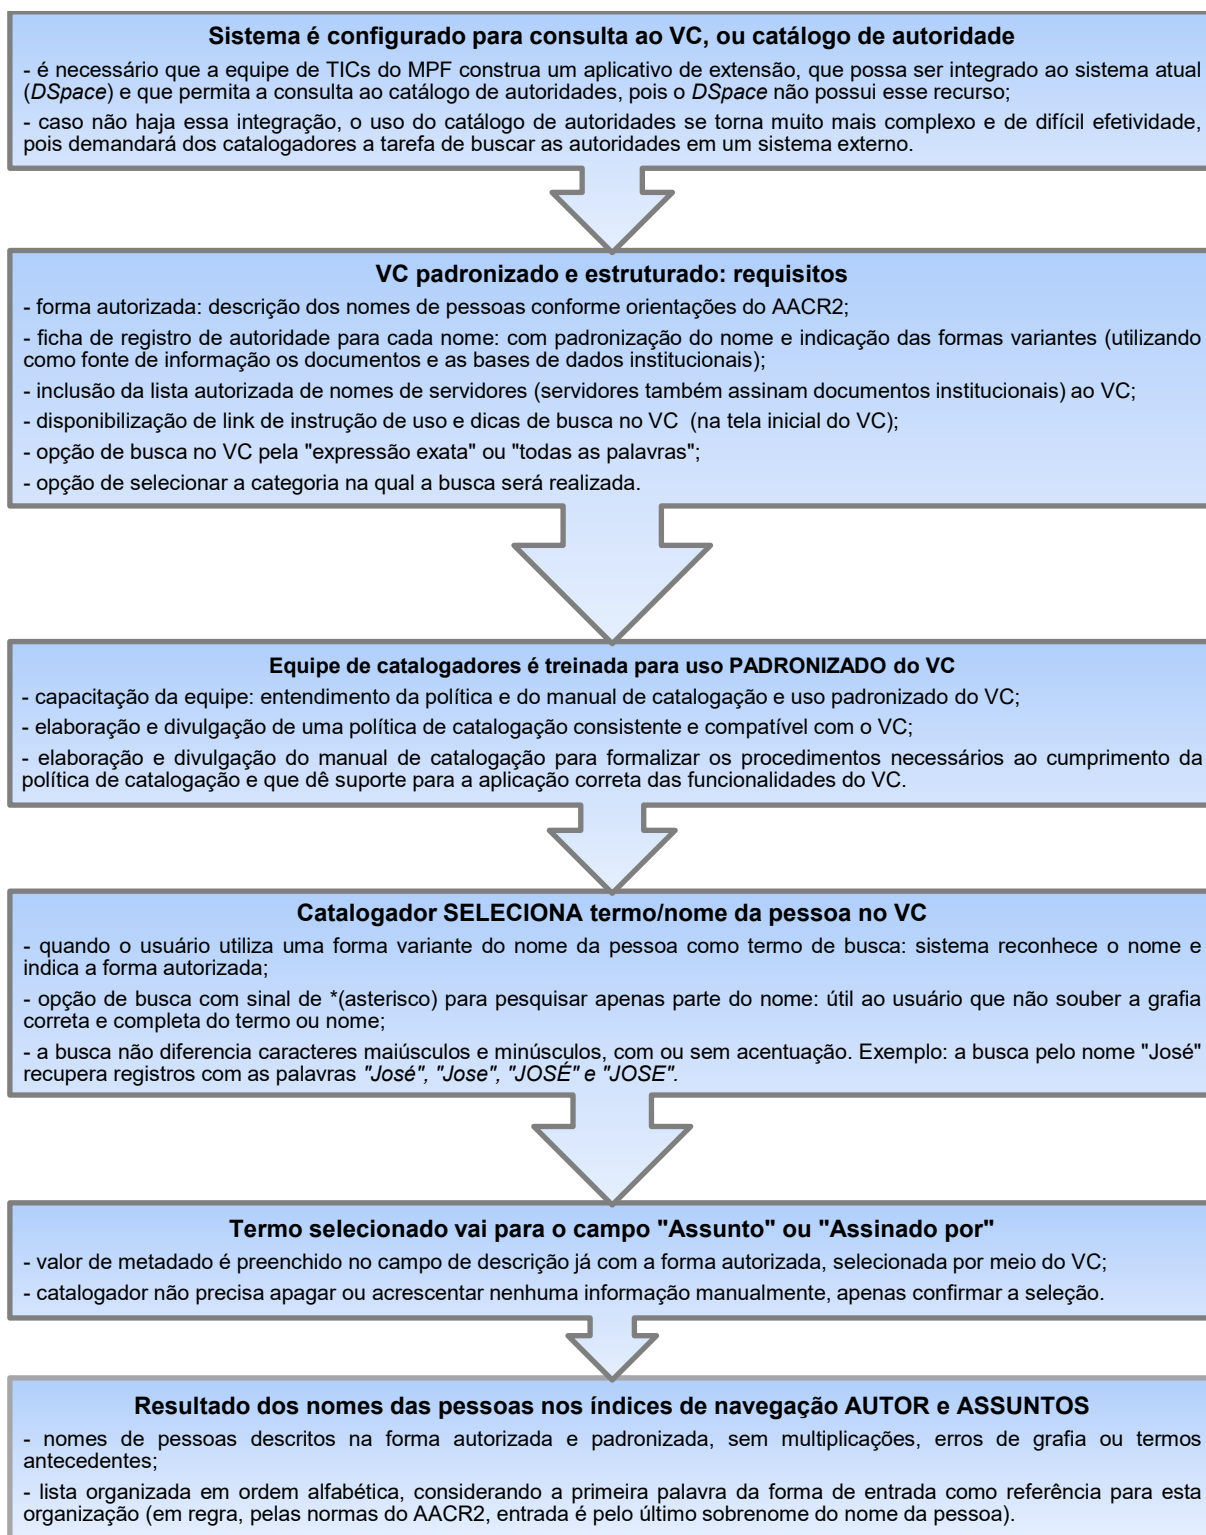 Sistema é configurado para consulta ao VC, ou catálogo de autoridade
- é necessário que a equipe de TICs do MPF construa um aplicativo de extensão, que possa ser integrado ao sistema atual
(DSpace) e que permita a consulta ao catálogo de autoridades, pois o DSpace não possui esse recurso;
- caso não haja essa integração, o uso do catálogo de autoridades se torna muito mais complexo e de difícil efetividade,
pois demandará dos catalogadores a tarefa de buscar as autoridades em um sistema externo.
VC padronizado e estruturado: requisitos
- forma autorizada: descrição dos nomes de pessoas conforme orientações do AACR2;
- ficha de registro de autoridade para cada nome: com padronização do nome e indicação das formas variantes (utilizando
como fonte de informação os documentos e as bases de dados institucionais);
- inclusão da lista autorizada de nomes de servidores (servidores também assinam documentos institucionais) ao VC;
- disponibilização de link de instrução de uso e dicas de busca no VC (na tela inicial do VC);
- opção de busca no VC pela "expressão exata" ou "todas as palavras";
- opção de selecionar a categoria na qual a busca será realizada.
Equipe de catalogadores é treinada para uso PADRONIZADO do VC
- capacitação da equipe: entendimento da política e do manual de catalogação e uso padronizado do VC;
- elaboração e divulgação de uma política de catalogação consistente e compatível com o VC;
- elaboração e divulgação do manual de catalogação para formalizar os procedimentos necessários ao cumprimento da
política de catalogação e que dê suporte para a aplicação correta das funcionalidades do VC.
Catalogador SELECIONA termo/nome da pessoa no VC
- quando o usuário utiliza uma forma variante do nome da pessoa como termo de busca: sistema reconhece o nome e
indica a forma autorizada;
- opção de busca com sinal de *(asterisco) para pesquisar apenas parte do nome: útil ao usuário que não souber a grafia
correta e completa do termo ou nome;
- a busca não diferencia caracteres maiúsculos e minúsculos, com ou sem acentuação. Exemplo: a busca pelo nome "José"
recupera registros com as palavras "José", "Jose", "JOSÉ" e "JOSE".
Termo selecionado vai para o campo "Assunto" ou "Assinado por"
- valor de metadado é preenchido no campo de descrição já com a forma autorizada, selecionada por meio do VC;
- catalogador não precisa apagar ou acrescentar nenhuma informação manualmente, apenas confirmar a seleção.
Resultado dos nomes das pessoas nos índices de navegação AUTOR e ASSUNTOS
- nomes de pessoas descritos na forma autorizada e padronizada, sem multiplicações, erros de grafia ou termos
antecedentes;
- lista organizada em ordem alfabética, considerando a primeira palavra da forma de entrada como referência para esta
organização (em regra, pelas normas do AACR2, entrada é pelo último sobrenome do nome da pessoa).